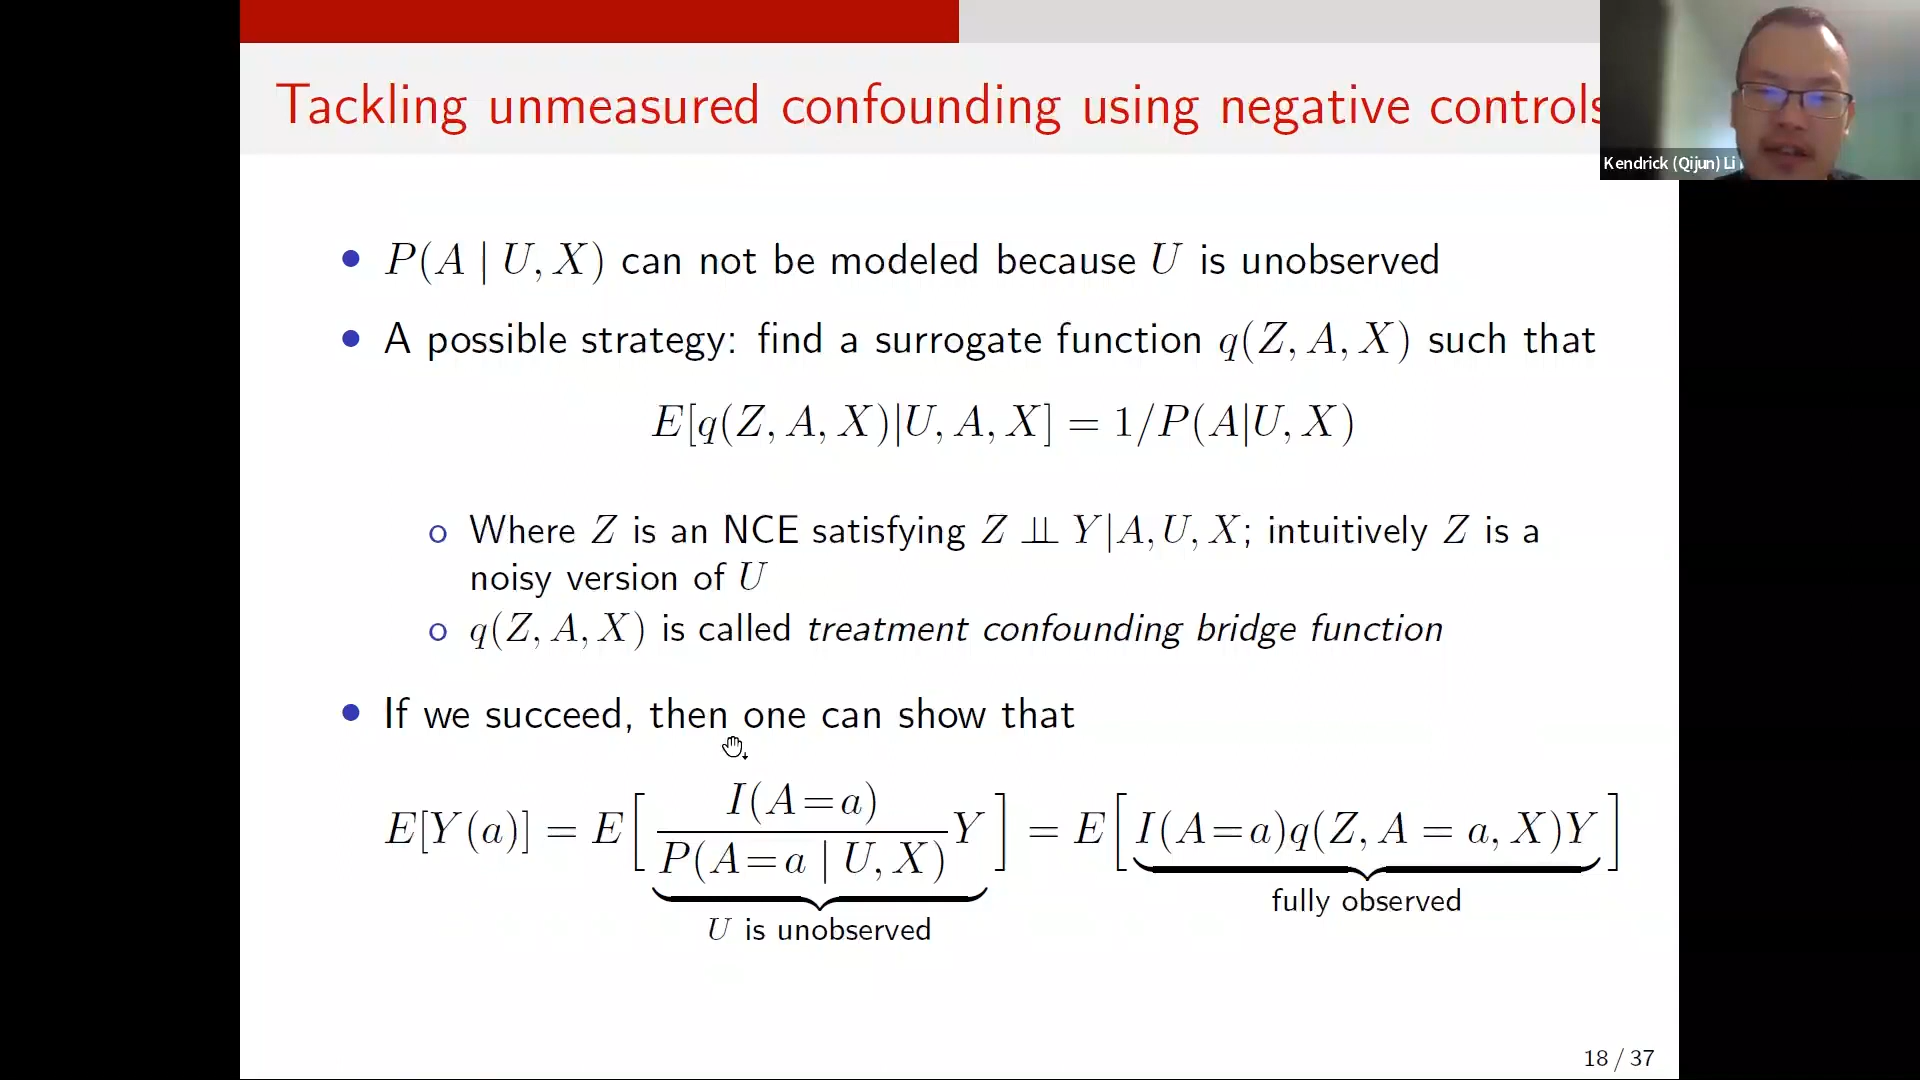 Tackling unmeasured confounding using negative controls
Kendrick (Qijun) Li
• P(A | U, X) can not be modeled because U is unobserved
• A possible strategy: find a surrogate function q(Z, A, X) such that
E[q(Z, A, X)|U, A, X] = 1/P(A|U, X)
○ Where Z is an NCE satisfying Z ⫫ Y|A, U, X; intuitively Z is a
noisy version of U
○ q(Z, A, X) is called treatment confounding bridge function
• If we succeed, then one can show that
E[Y(a)] = E[ I(A=a) / P(A=a | U, X) Y ] = E[ I(A=a)q(Z, A = a, X)Y ]
fully observed
U is unobserved
18 / 37